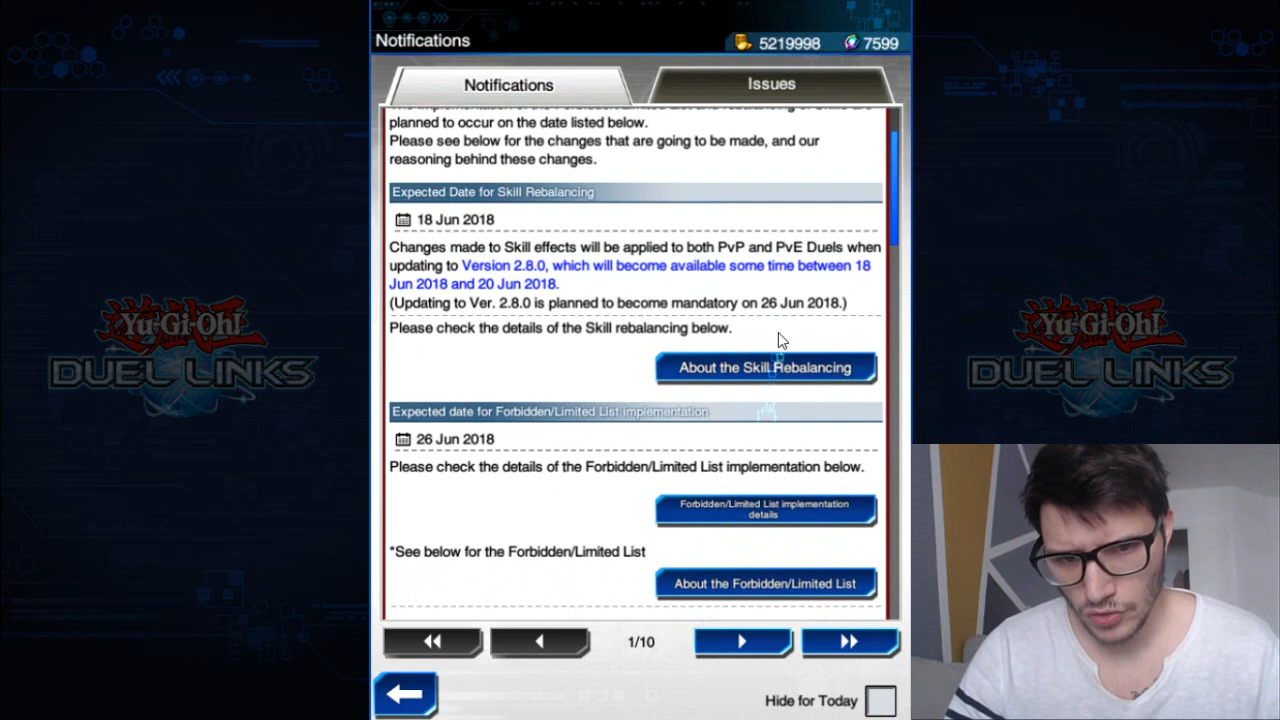 Notifications
5219998
7599
Notifications
Issues
planned to occur on the date listed below.
Please see below for the changes that are going to be made, and our
reasoning behind these changes.
Expected Date for Skill Rebalancing
18 Jun 2018
Changes made to Skill effects will be applied to both PvP and PvE Duels when
updating to Version 2.8.0, which will become available some time between 18
Jun 2018 and 20 Jun 2018.
(Updating to Ver. 2.8.0 is planned to become mandatory on 26 Jun 2018.)
Please check the details of the Skill rebalancing below.
About the Skill Rebalancing
Expected date for Forbidden/Limited List implementation
26 Jun 2018
Please check the details of the Forbidden/Limited List implementation below.
Forbidden/Limited List implementation
details
*See below for the Forbidden/Limited List
About the Forbidden/Limited List
1/10
Hide for Today
Yu-Gi-Oh!
DUEL LINKS
Yu-Gi-Oh!
DUEL LINKS